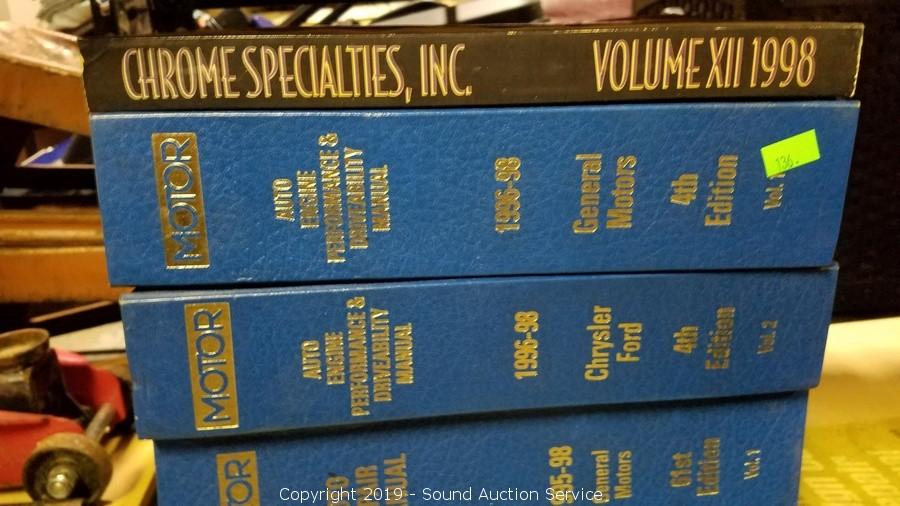 CHROME SPECIALTIES, INC. VOLUME XII 1998
MOTOR
AUTO
ENGINE
PERFORMANCE &
DRIVEABILITY
MANUAL
1996-98
General
Motors
4th
Edition
Vol.
136.
MOTOR
AUTO
ENGINE
PERFORMANCE &
DRIVEABILITY
MANUAL
1996-98
Chrysler
Ford
4th
Edition
Vol. 2
MOTOR
General
Motors
61st
Edition
Vol. 1
Copyright 2019 - Sound Auction Service